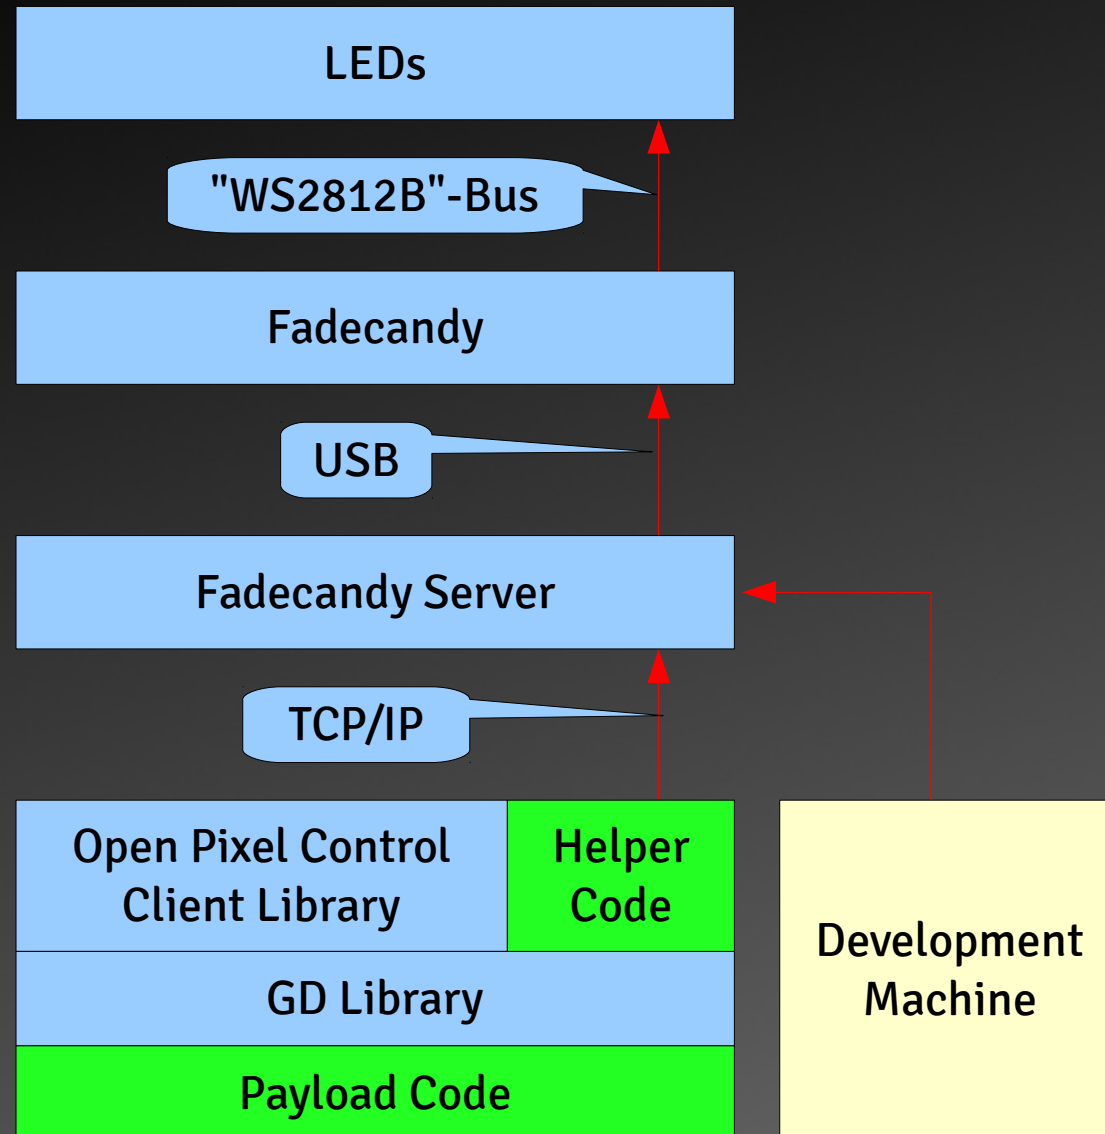 LEDs
"WS2812B"-Bus
Fadecandy
USB
Fadecandy Server
TCP/IP
Open Pixel Control
Client Library
Helper
Code
GD Library
Payload Code
Development
Machine